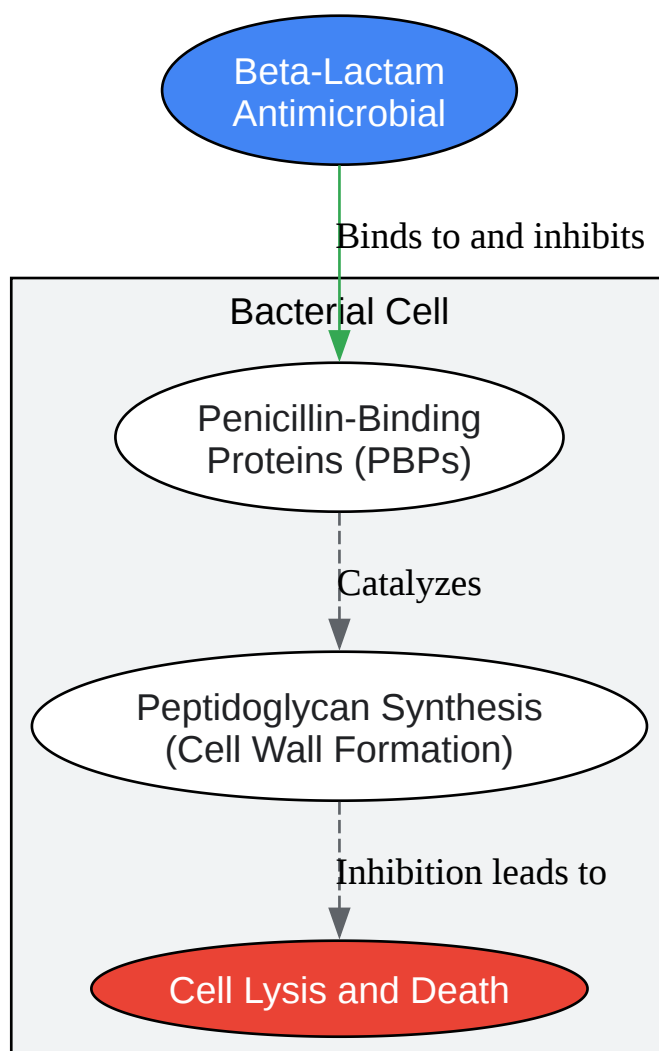 Beta-Lactam
Antimicrobial
Binds to and inhibits
Bacterial Cell
Penicillin-Binding
Proteins (PBPs)
Catalyzes
Peptidoglycan Synthesis
(Cell Wall Formation)
Inhibition leads to
Cell Lysis and Death